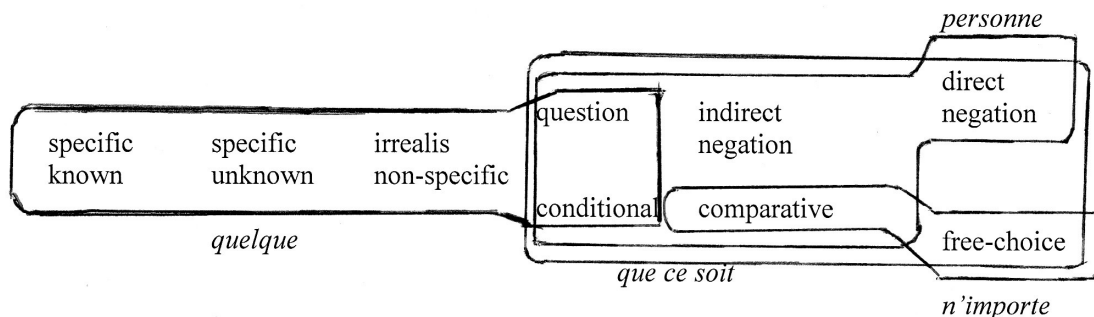 personne
direct
negation
question
indirect
negation
specific
known
specific
unknown
irrealis
non-specific
conditional
comparative
quelque
free-choice
que ce soit
n'importe